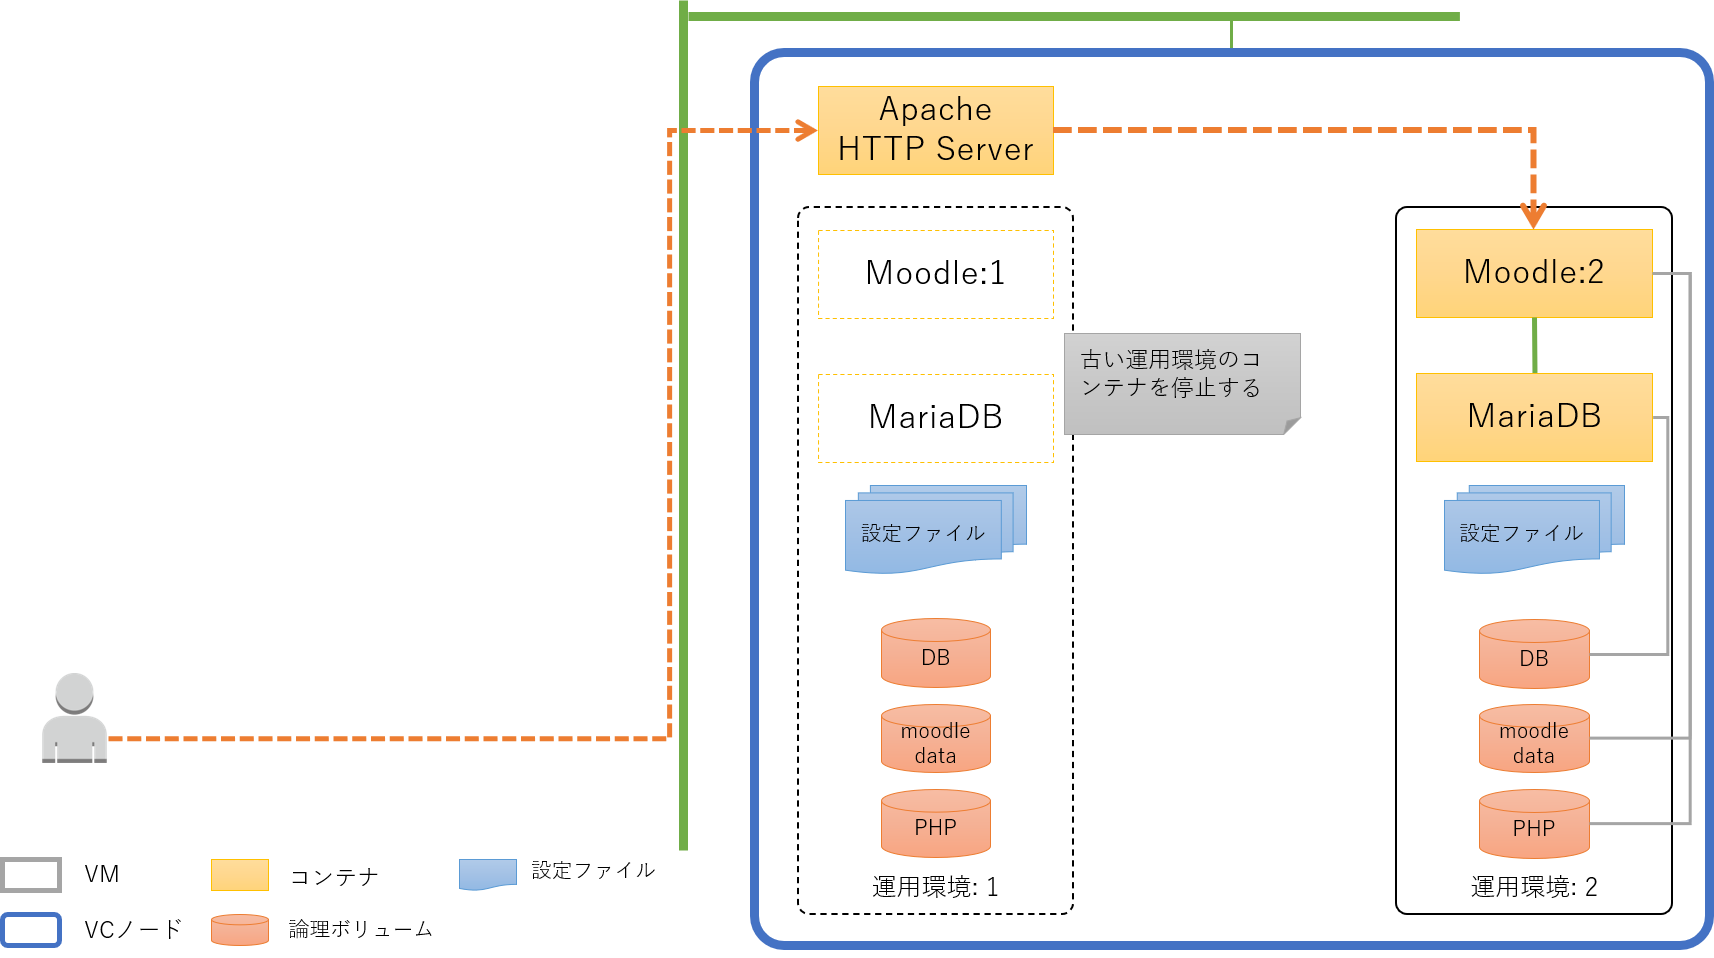 Apache
HTTP Server
Moodle:1
MariaDB
設定ファイル
DB
moodle
data
PHP
運用環境: 1
古い運用環境のコ
ンテナを停止する
Moodle:2
MariaDB
設定ファイル
DB
moodle
data
PHP
運用環境: 2
VM
コンテナ
設定ファイル
VCノード
論理ボリューム